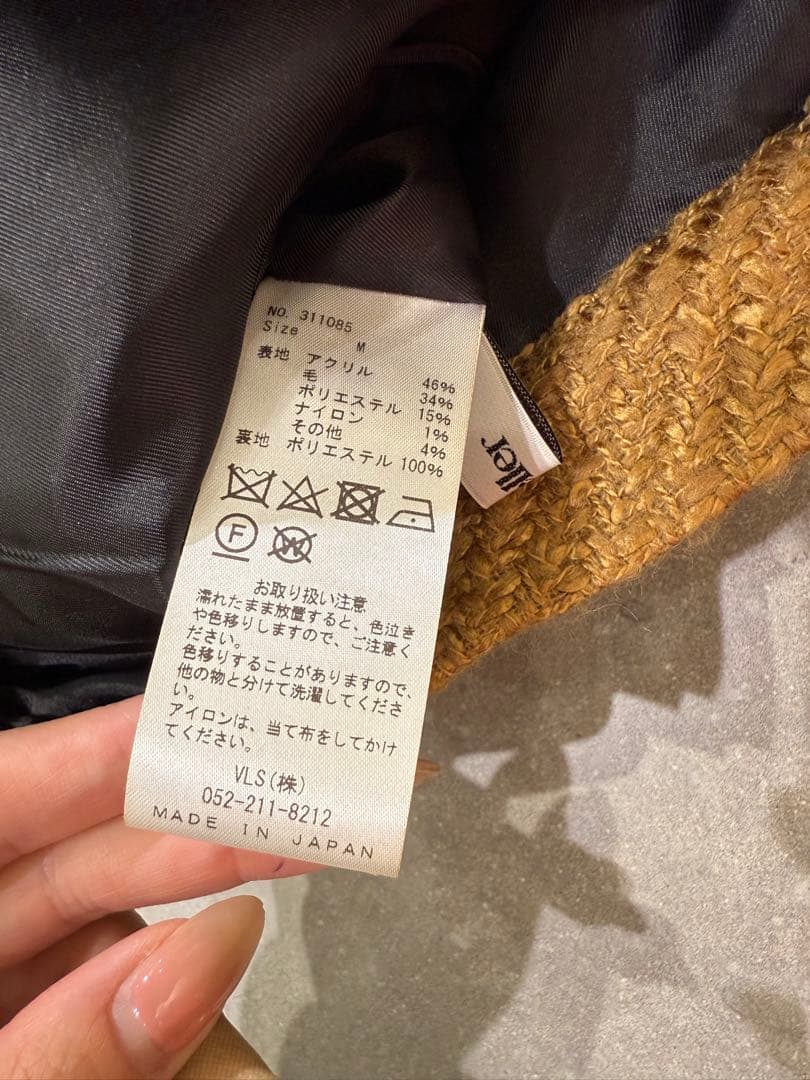 NO. 311085
Size M
表地 アクリル 46%
毛 34%
ポリエステル 15%
ナイロン 1%
その他 4%
裏地 ポリエステル 100%
F W
お取り扱い注意
濡れたまま放置すると、色泣き
や色移りしますので、ご注意く
ださい。
色移りすることがありますので、
他の物と分けて洗濯してくださ
い。
アイロンは、当て布をしてかけ
てください。
VLS(株)
052-211-8212
MADE IN JAPAN
ller